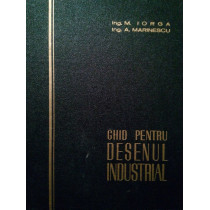 Ing. M. IORGA
Ing. A. MARINESCU
GHID PENTRU
DESENUL
INDUSTRIAL